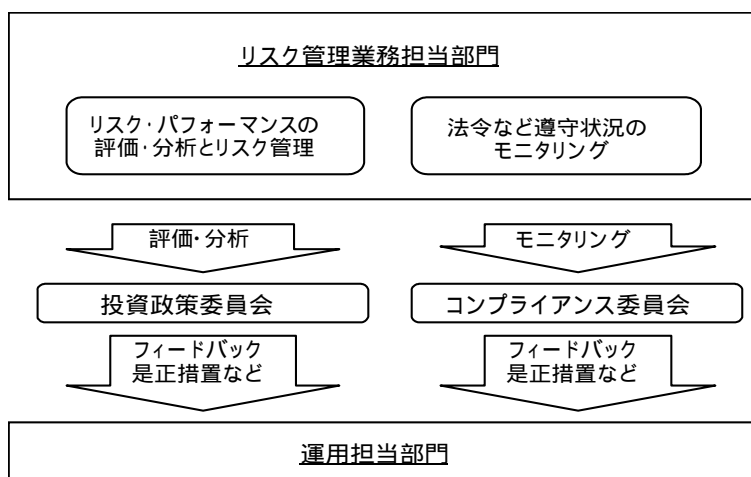 リスク管理業務担当部門
リスク・パフォーマンスの
評価・分析とリスク管理
法令など遵守状況の
モニタリング
評価・分析
モニタリング
投資政策委員会
コンプライアンス委員会
フィードバック
是正措置など
フィードバック
是正措置など
運用担当部門